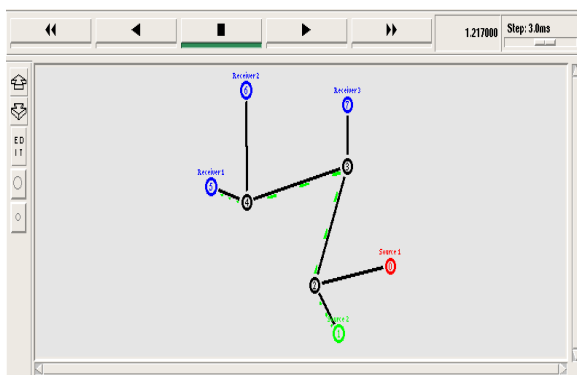 1.217000
Step: 3.0ms
ED
IT
Receiver 2
6
Receiver 3
7
3
Receiver 1
5
4
Source 1
0
2
Source 2
1